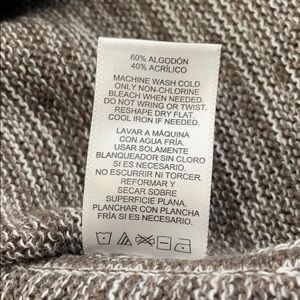 60% ALGODÓN
40% ACRÍLICO
MACHINE WASH COLD
ONLY NON-CHLORINE
BLEACH WHEN NEEDED.
DO NOT WRING OR TWIST.
RESHAPE DRY FLAT.
COOL IRON IF NEEDED.
LAVAR A MÁQUINA
CON AGUA FRÍA.
USAR SOLAMENTE
BLANQUEADOR SIN CLORO
SI ES NECESARIO.
NO ESCURRIR NI TORCER.
REFORMAR Y
SECAR SOBRE
SUPERFICIE PLANA.
PLANCHAR CON PLANCHA
FRÍA SI ES NECESARIO.